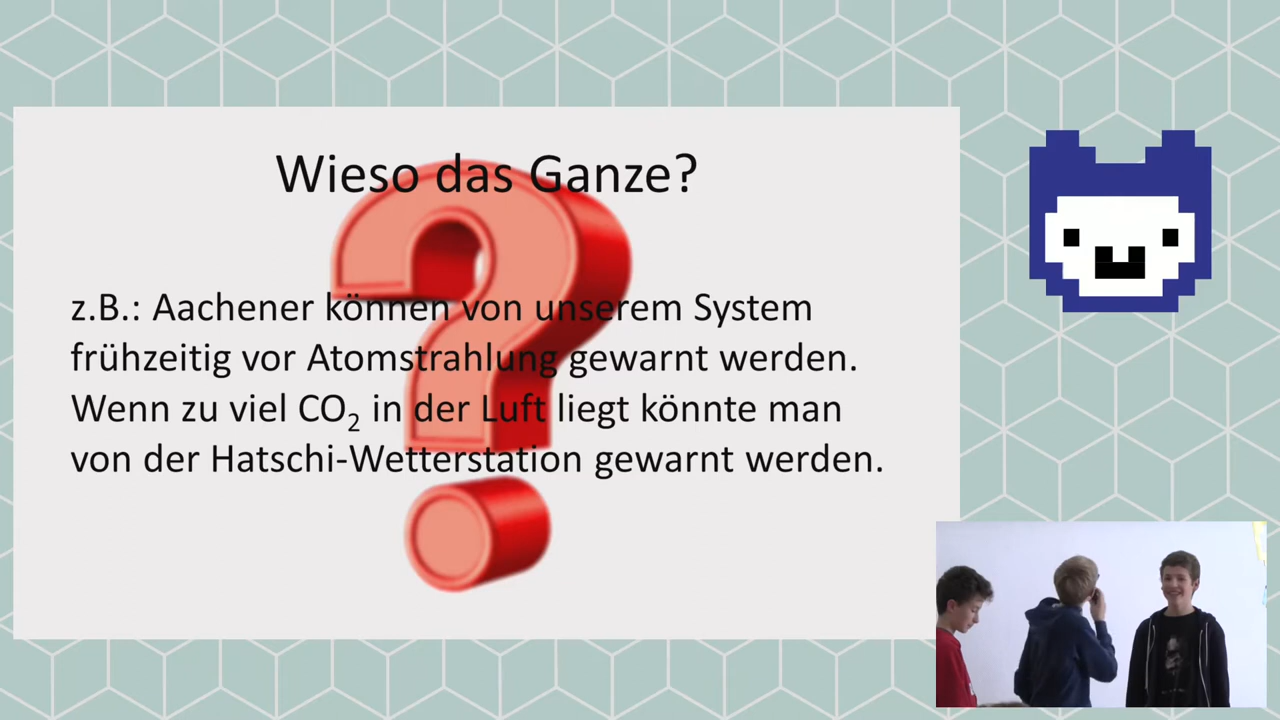 Wieso das Ganze?
z.B.: Aachener können von unserem System
frühzeitig vor Atomstrahlung gewarnt werden.
Wenn zu viel CO₂ in der Luft liegt könnte man
von der Hatschi-Wetterstation gewarnt werden.